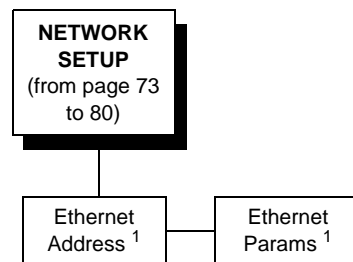 NETWORK
SETUP
(from page 73
to 80)
Ethernet
Address 1
Ethernet
Params 1